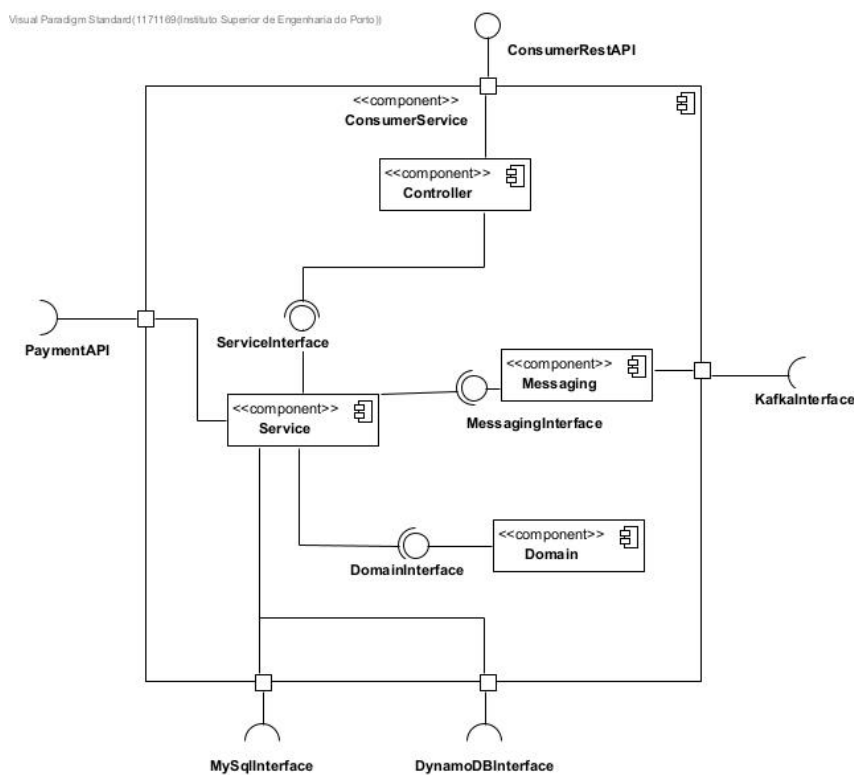 Visual Paradigm Standard(1171169(Instituto Superior de Engenharia do Porto))
ConsumerRestAPI
<<component>>
ConsumerService
<<component>>
Controller
ServiceInterface
PaymentAPI
<<component>>
Messaging
KafkaInterface
<<component>>
Service
MessagingInterface
<<component>>
Domain
DomainInterface
MySqlInterface
DynamoDBInterface